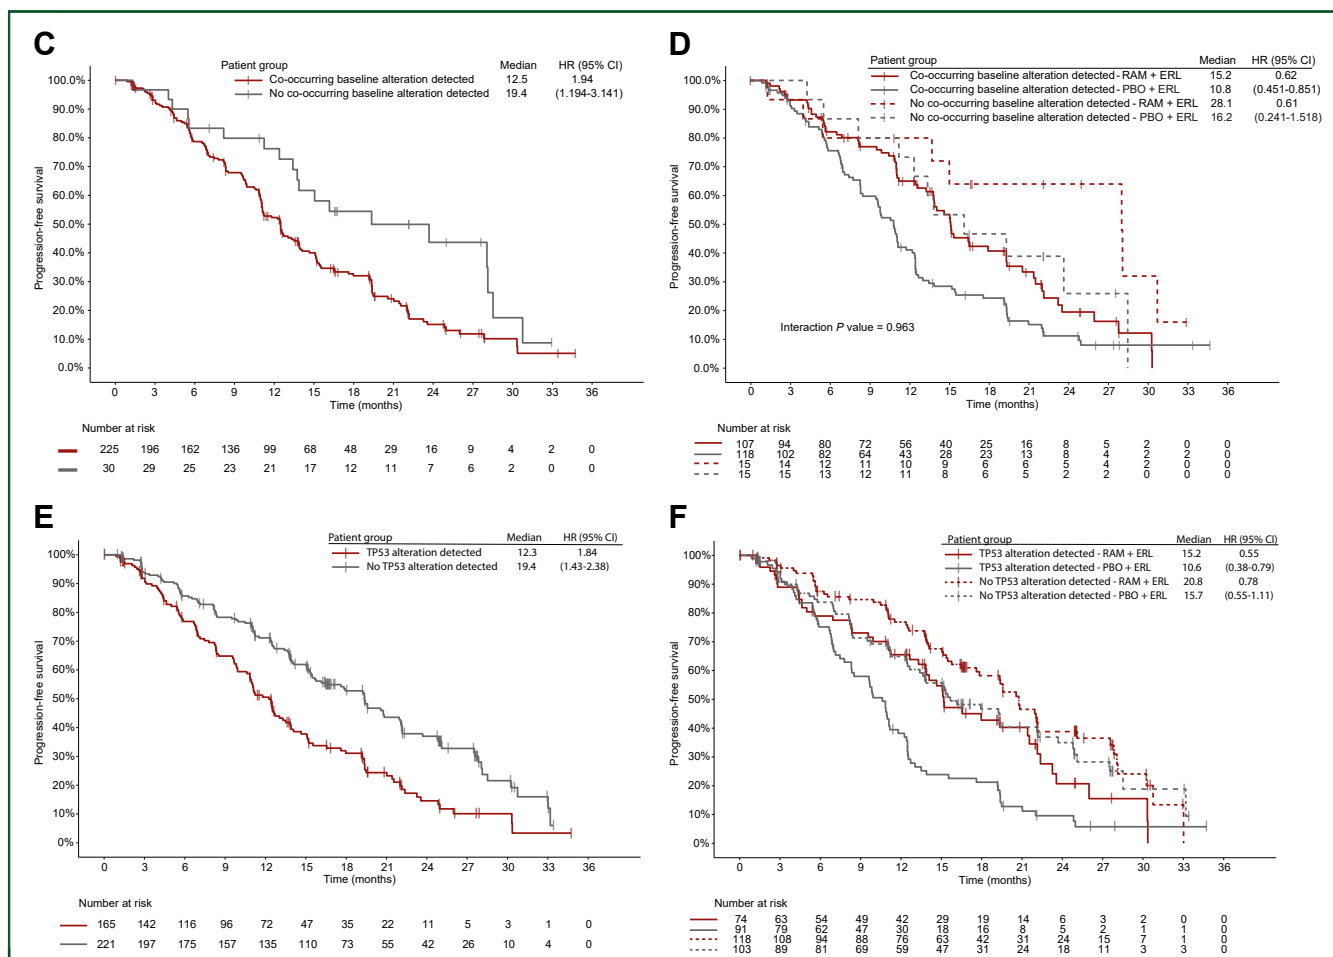 C
Patient group Median HR (95% CI)
Co-occurring baseline alteration detected 12.5 1.94
No co-occurring baseline alteration detected 19.4 (1.194-3.141)
Progression-free survival
100.0%
90.0%
80.0%
70.0%
60.0%
50.0%
40.0%
30.0%
20.0%
10.0%
0.0%
0 3 6 9 12 15 18 21 24 27 30 33 36
Time (months)
Number at risk
225 196 162 136 99 68 48 29 16 9 4 2 0
30 29 25 23 21 17 12 11 7 6 2 0 0
D
Patient group Median HR (95% CI)
Co-occurring baseline alteration detected - RAM + ERL 15.2 0.62
Co-occurring baseline alteration detected - PBO + ERL 10.8 (0.451-0.851)
No co-occurring baseline alteration detected - RAM + ERL 28.1 0.61
No co-occurring baseline alteration detected - PBO + ERL 16.2 (0.241-1.518)
Progression-free survival
100.0%
90.0%
80.0%
70.0%
60.0%
50.0%
40.0%
30.0%
20.0%
10.0%
0.0%
Interaction P value = 0.963
0 3 6 9 12 15 18 21 24 27 30 33 36
Time (months)
Number at risk
107 94 80 72 56 40 25 16 8 5 2 0 0
118 102 82 64 43 28 23 13 8 4 2 2 0
15 14 12 11 10 9 6 6 5 4 2 0 0
15 15 13 12 11 8 6 5 2 2 0 0 0
E
Patient group Median HR (95% CI)
TP53 alteration detected 12.3 1.84
No TP53 alteration detected 19.4 (1.43-2.38)
Progression-free survival
100%
90%
80%
70%
60%
50%
40%
30%
20%
10%
0%
0 3 6 9 12 15 18 21 24 27 30 33 36
Time (months)
Number at risk
165 142 116 96 72 47 35 22 11 5 3 1 0
221 197 175 157 135 110 73 55 42 26 10 4 0
F
Patient group Median HR (95% CI)
TP53 alteration detected - RAM + ERL 15.2 0.55
TP53 alteration detected - PBO + ERL 10.6 (0.38-0.79)
No TP53 alteration detected - RAM + ERL 20.8 0.78
No TP53 alteration detected - PBO + ERL 15.7 (0.55-1.11)
Progression-free survival
100%
90%
80%
70%
60%
50%
40%
30%
20%
10%
0%
0 3 6 9 12 15 18 21 24 27 30 33 36
Time (months)
Number at risk
74 63 54 49 42 29 19 14 6 3 2 0 0
91 79 62 47 30 18 16 8 5 2 1 1 0
118 108 94 88 76 63 42 31 24 15 7 1 0
103 89 81 69 59 47 31 24 18 11 3 3 0